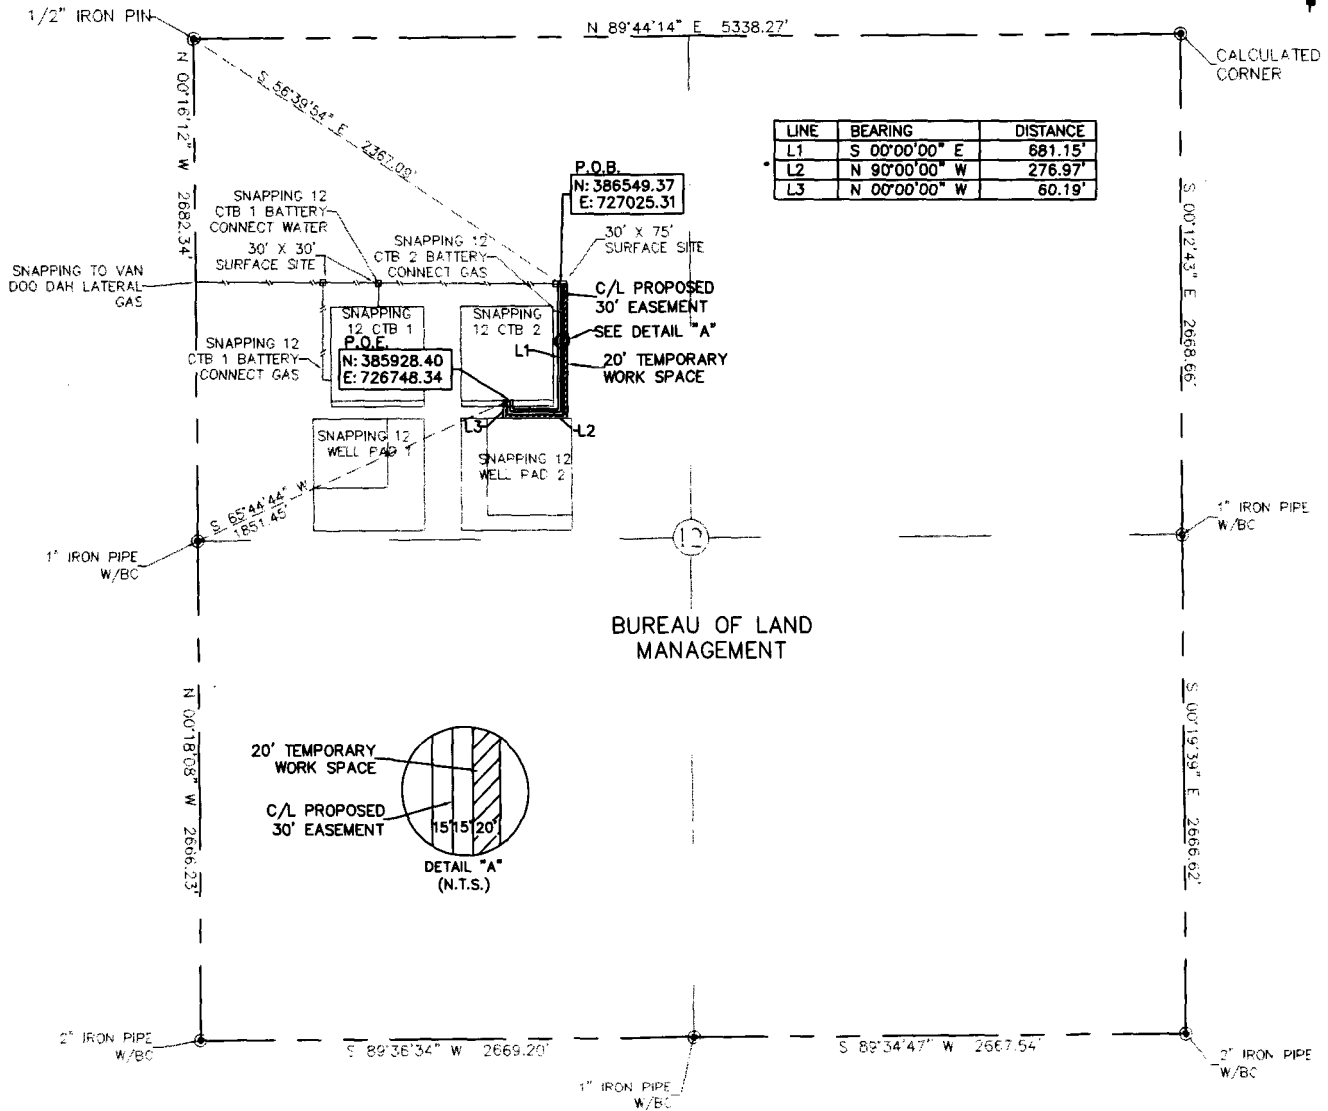 1/2" IRON PIN
N 89°44'14" E 5338.27'
CALCULATED
CORNER
N 00°16'12" W 2682.34'
S 56°39'54" E 2367.09'
LINE BEARING DISTANCE
L1 S 00°00'00" E 681.15'
L2 N 90°00'00" W 276.97'
L3 N 00°00'00" W 60.19'
P.O.B.
N: 386549.37
E: 727025.31
SNAPPING 12
CTB 1 BATTERY
CONNECT WATER
30' X 30'
SURFACE SITE
SNAPPING 12
CTB 2 BATTERY
CONNECT GAS
30' X 75'
SURFACE SITE
SNAPPING TO VAN
DOO DAH LATERAL
GAS
C/L PROPOSED
30' EASEMENT
SEE DETAIL "A"
20' TEMPORARY
WORK SPACE
S 00°12'43" E 2668.66'
SNAPPING
12 CTB 1
SNAPPING
12 CTB 2
L1
SNAPPING 12
CTB 1 BATTERY
CONNECT GAS
P.O.E.
N: 385928.40
E: 726748.34
L3
L2
SNAPPING 12
WELL PAD 1
SNAPPING 12
WELL PAD 2
S 65°44'44" W
1851.45'
1" IRON PIPE
W/BC
12
1" IRON PIPE
W/BC
BUREAU OF LAND
MANAGEMENT
N 00°18'08" W 2666.23'
S 00°19'39" E 2666.62'
20' TEMPORARY
WORK SPACE
C/L PROPOSED
30' EASEMENT
15' 15' 20'
DETAIL "A"
(N.T.S.)
2" IRON PIPE
W/BC
S 89°36'34" W 2669.20'
1" IRON PIPE
W/BC
S 89°34'47" W 2667.54'
2" IRON PIPE
W/BC